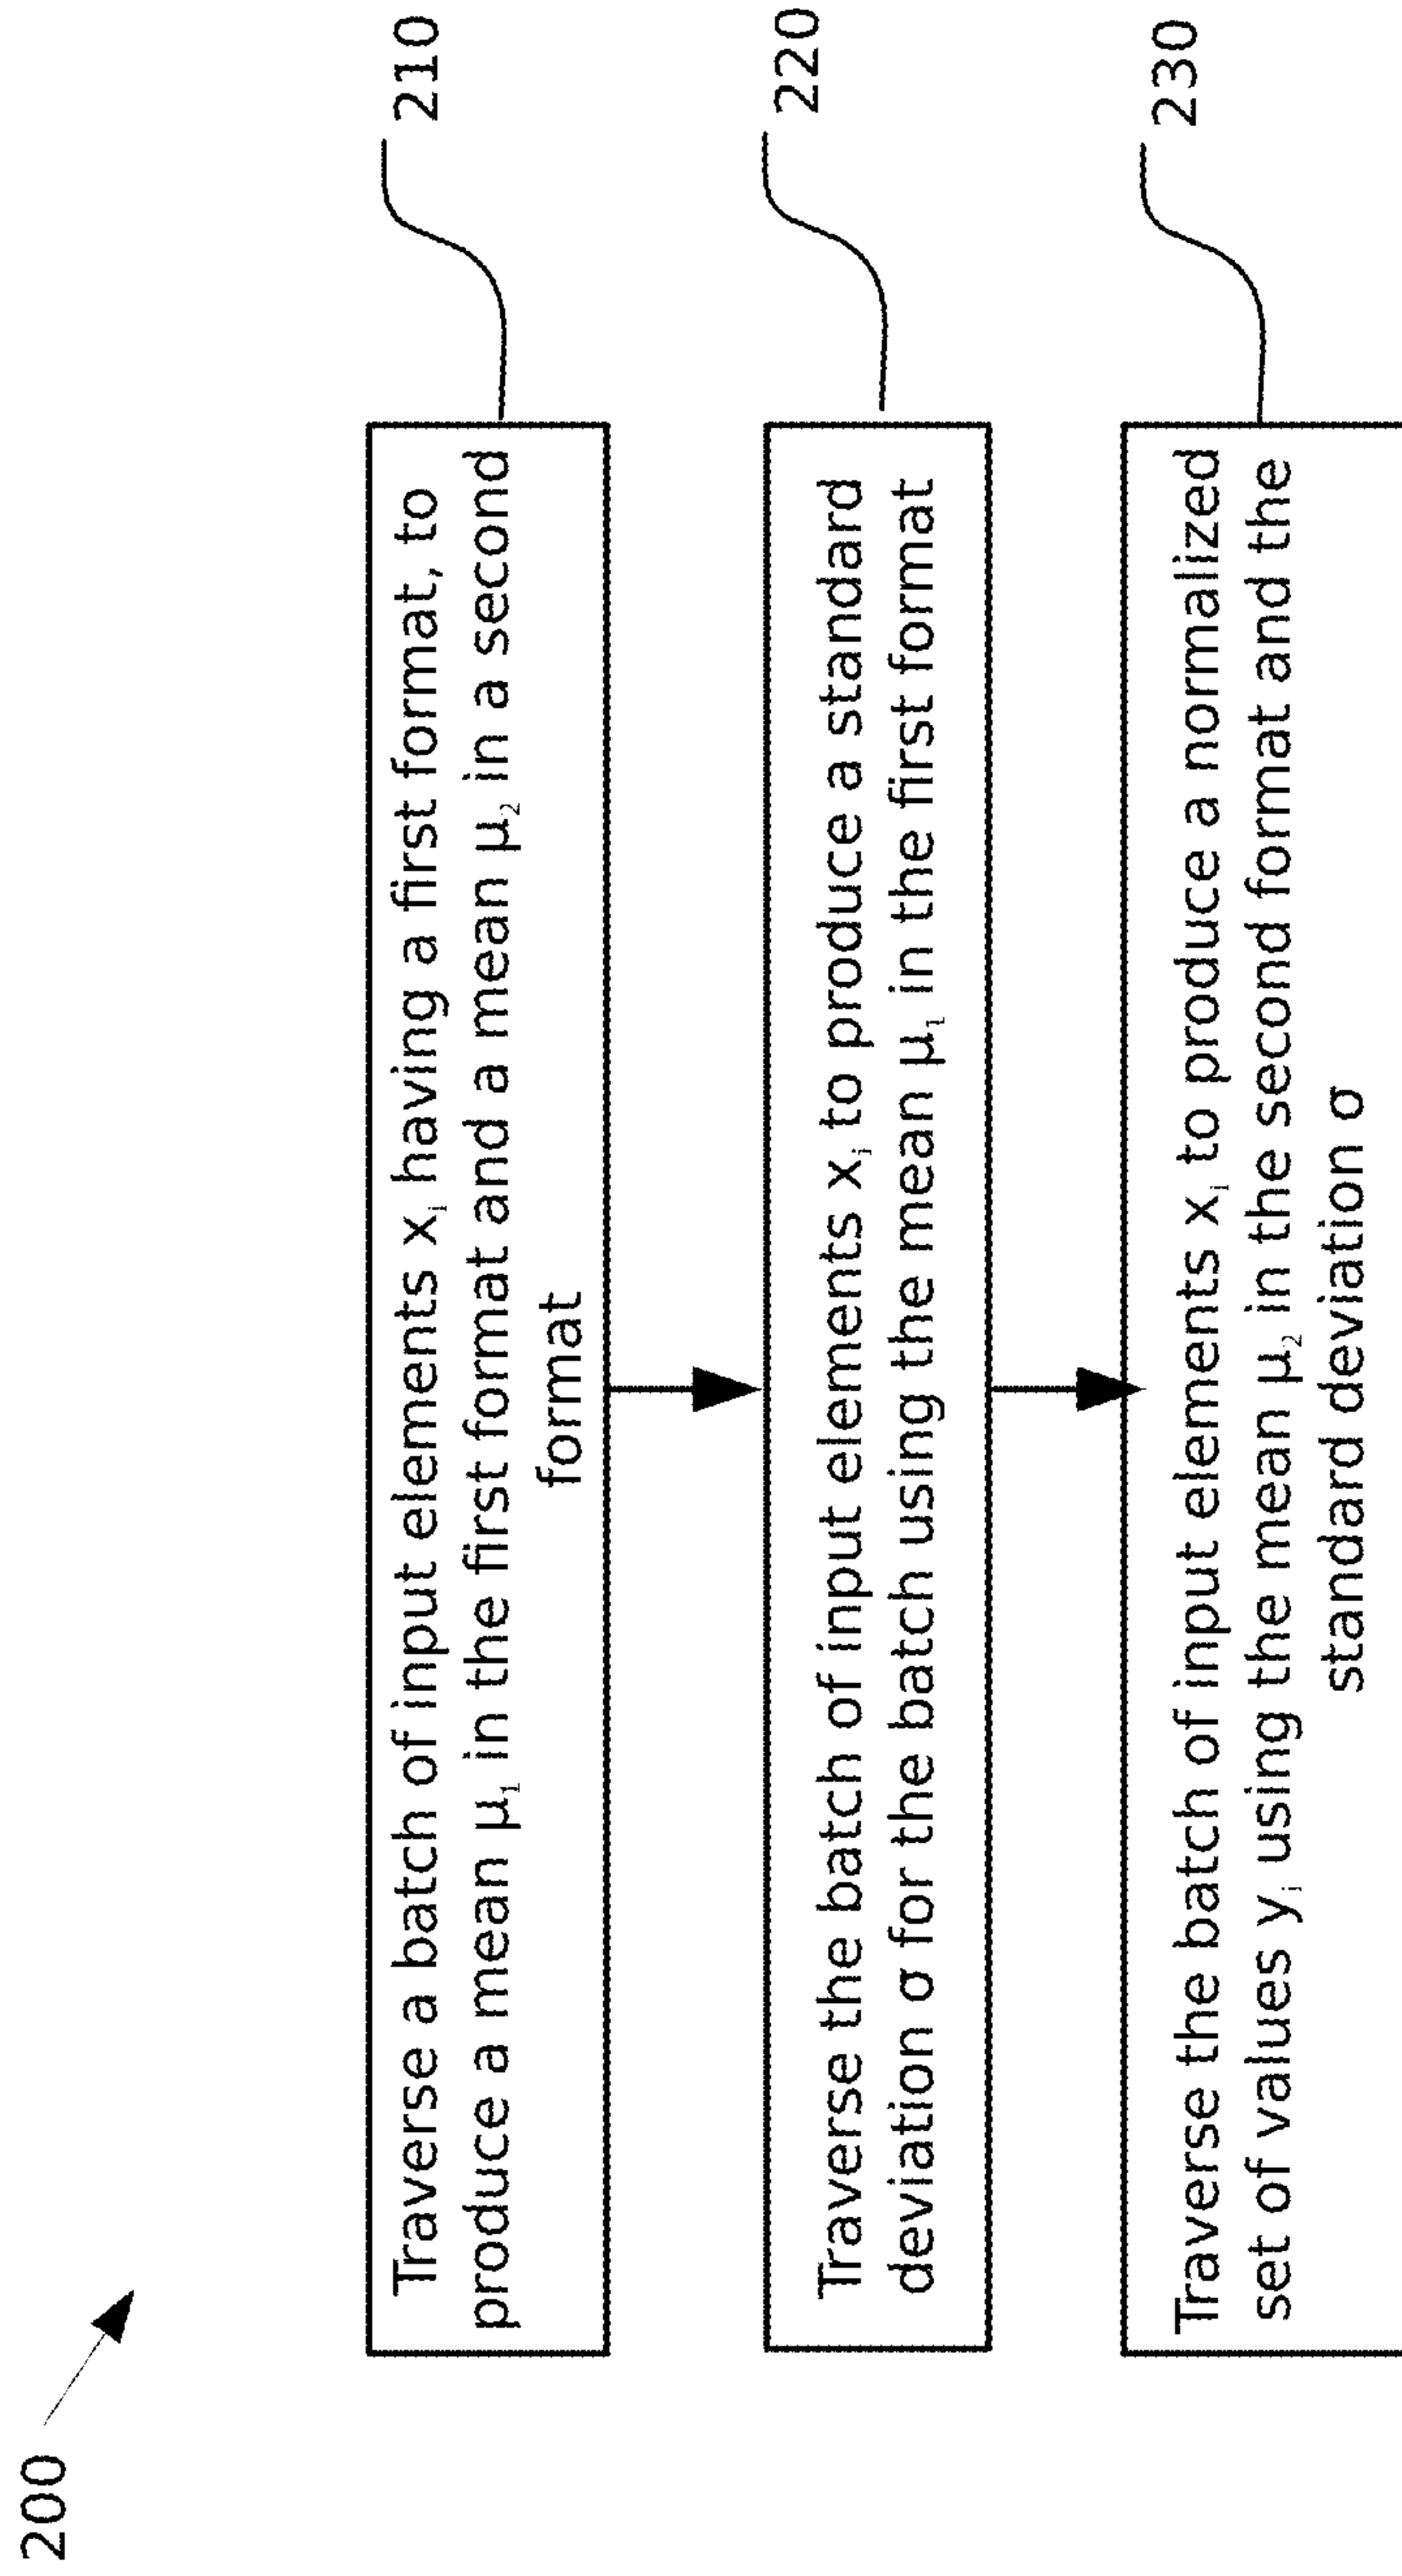 200
Traverse a batch of input elements xᵢ having a first format, to
produce a mean μ₁ in the first format and a mean μ₂ in a second
format
210
Traverse the batch of input elements xᵢ to produce a standard
deviation σ for the batch using the mean μ₁ in the first format
220
Traverse the batch of input elements xᵢ to produce a normalized
set of values yᵢ using the mean μ₂ in the second format and the
standard deviation σ
230